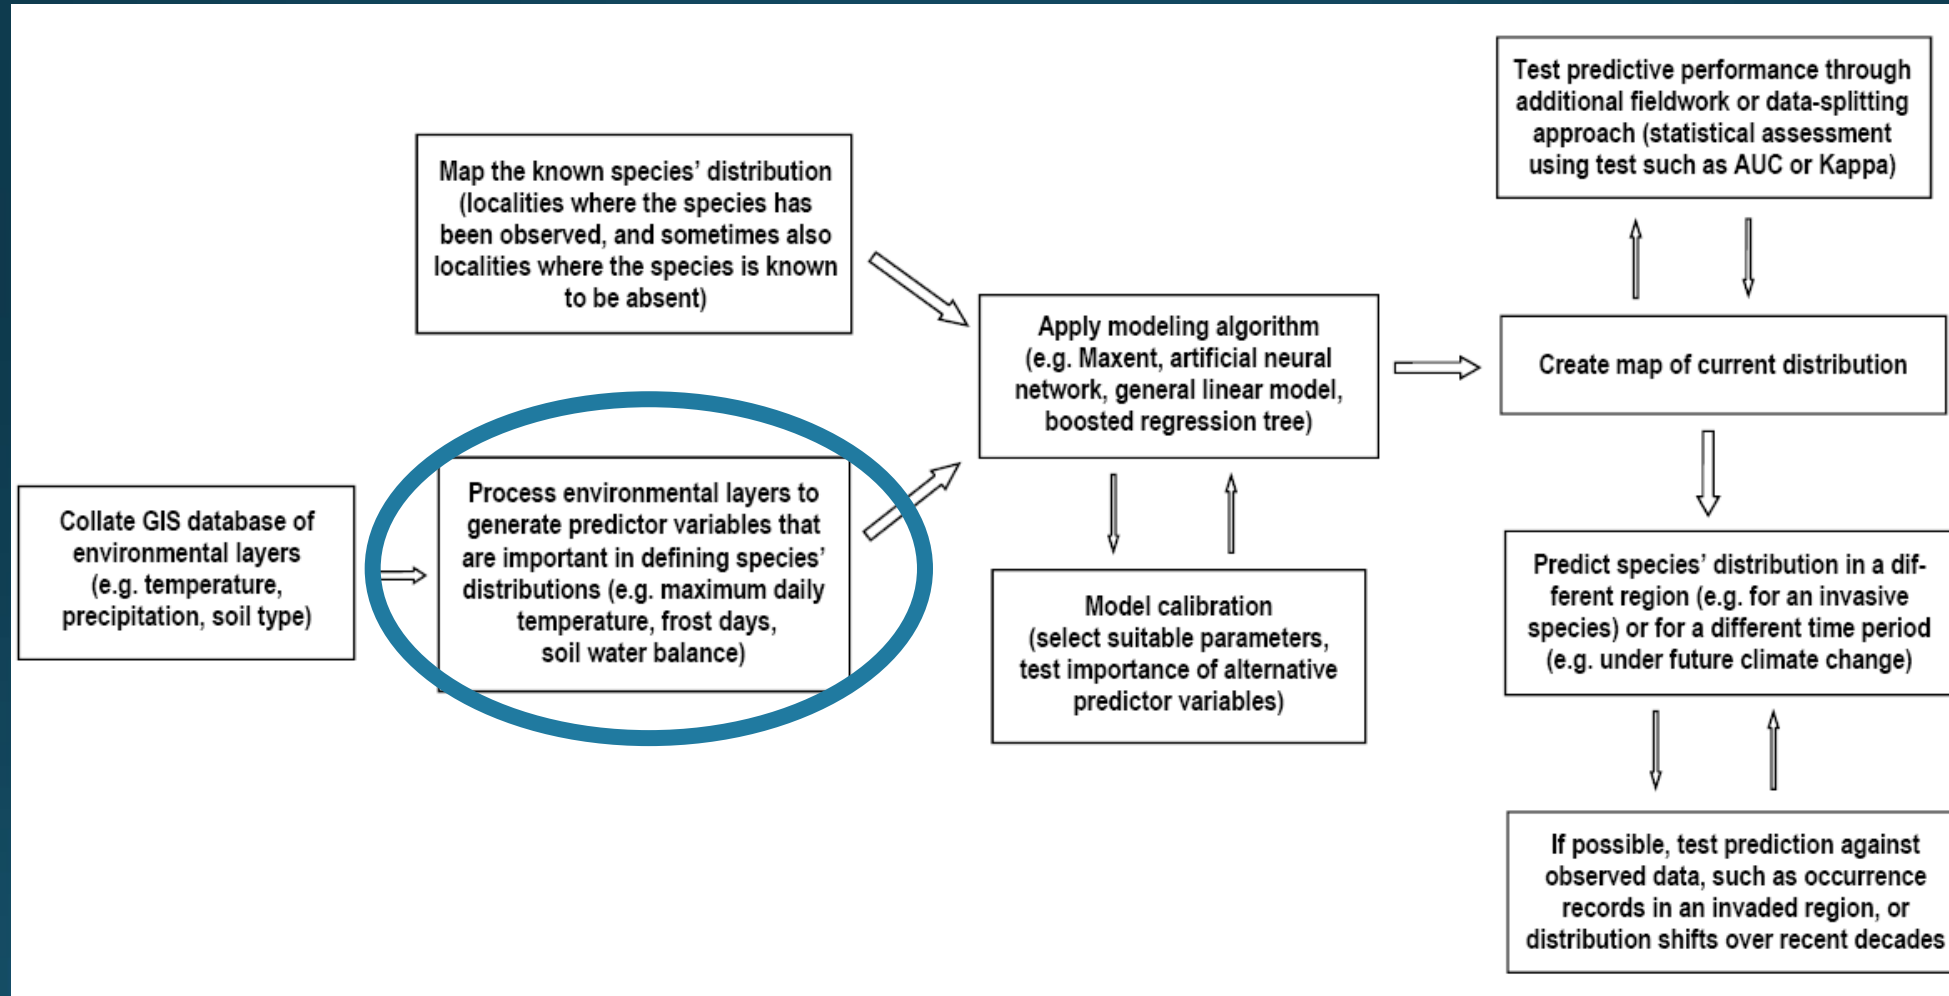 Test predictive performance through
additional fieldwork or data-splitting
approach (statistical assessment
using test such as AUC or Kappa)
Map the known species’ distribution
(localities where the species has
been observed, and sometimes also
localities where the species is known
to be absent)
Apply modeling algorithm
(e.g. Maxent, artificial neural
network, general linear model,
boosted regression tree)
Create map of current distribution
Collate GIS database of
environmental layers
(e.g. temperature,
precipitation, soil type)
Process environmental layers to
generate predictor variables that
are important in defining species’
distributions (e.g. maximum daily
temperature, frost days,
soil water balance)
Model calibration
(select suitable parameters,
test importance of alternative
predictor variables)
Predict species’ distribution in a dif-
ferent region (e.g. for an invasive
species) or for a different time period
(e.g. under future climate change)
If possible, test prediction against
observed data, such as occurrence
records in an invaded region, or
distribution shifts over recent decades